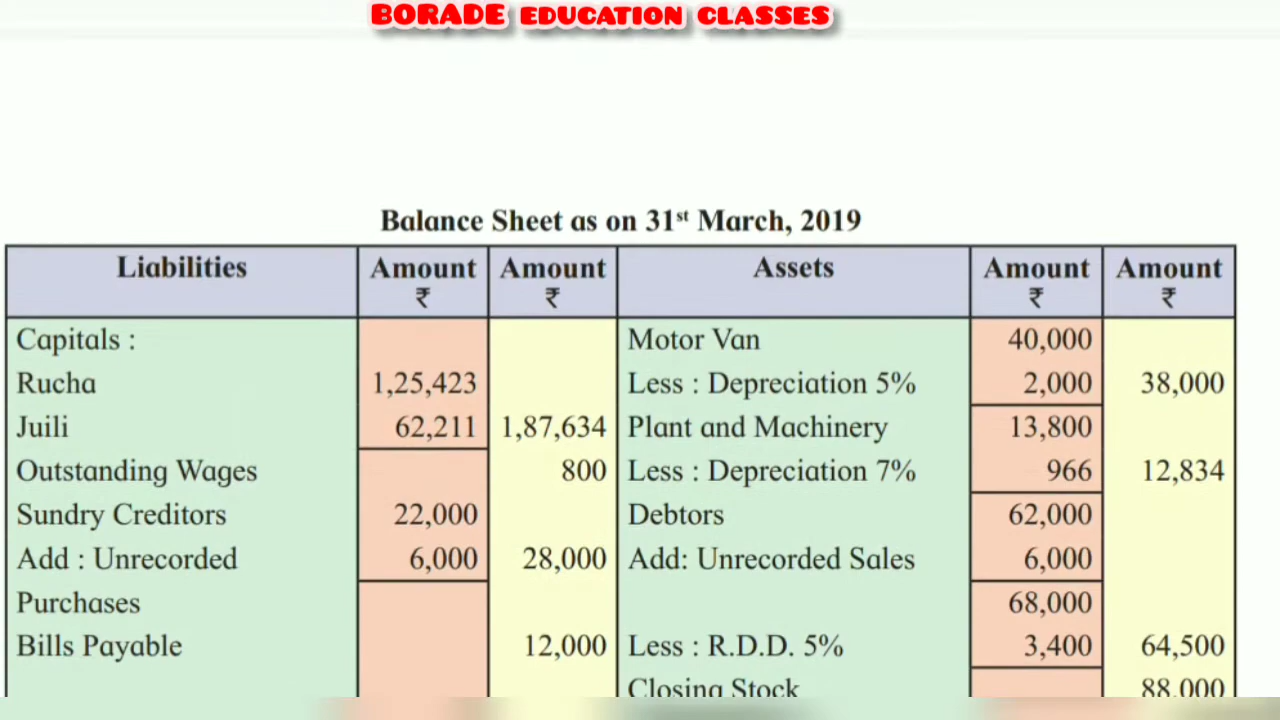 BORADE EDUCATION CLASSES
Balance Sheet as on 31st March, 2019
Liabilities Amount ₹ Amount ₹ Assets Amount ₹ Amount ₹
Capitals : Motor Van 40,000
Rucha 1,25,423 Less : Depreciation 5% 2,000 38,000
Juili 62,211 1,87,634 Plant and Machinery 13,800
Outstanding Wages 800 Less : Depreciation 7% 966 12,834
Sundry Creditors 22,000 Debtors 62,000
Add : Unrecorded 6,000 28,000 Add: Unrecorded Sales 6,000
Purchases 68,000
Bills Payable 12,000 Less : R.D.D. 5% 3,400 64,500
Closing Stock 88,000